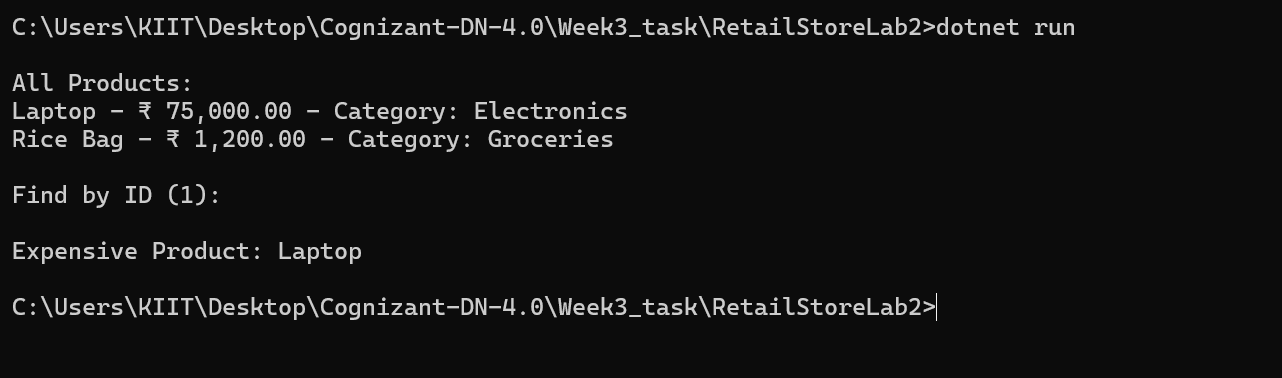 C:\Users\KIIT\Desktop\Cognizant-DN-4.0\Week3_task\RetailStoreLab2>dotnet run
All Products:
Laptop - ₹ 75,000.00 - Category: Electronics
Rice Bag - ₹ 1,200.00 - Category: Groceries
Find by ID (1):
Expensive Product: Laptop
C:\Users\KIIT\Desktop\Cognizant-DN-4.0\Week3_task\RetailStoreLab2>